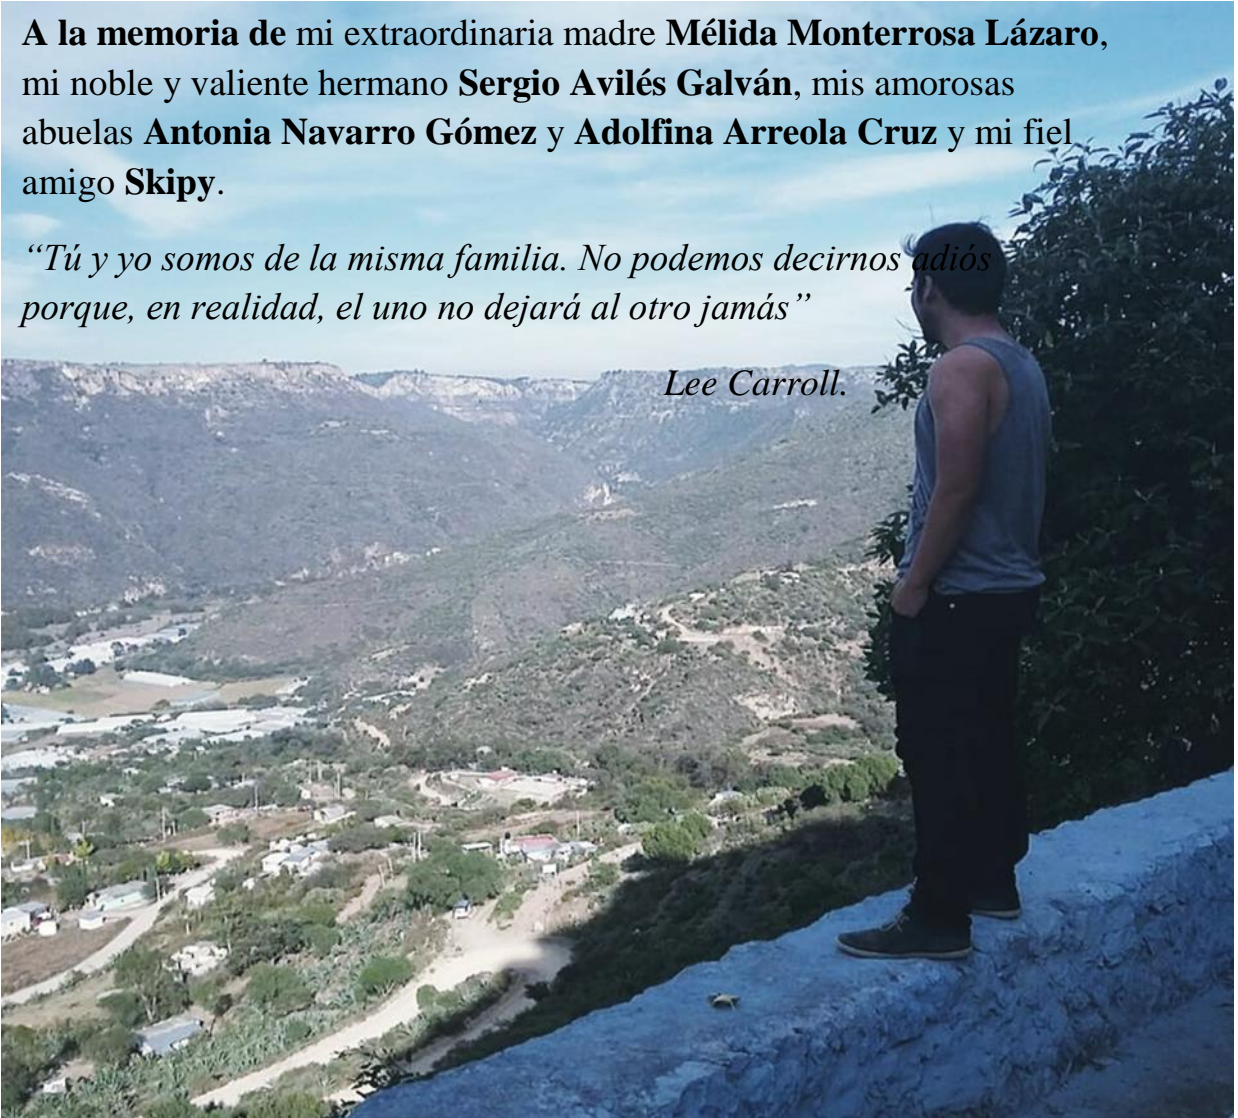 A la memoria de mi extraordinaria madre Mélida Monterrosa Lázaro,
mi noble y valiente hermano Sergio Avilés Galván, mis amorosas
abuelas Antonia Navarro Gómez y Adolfina Arreola Cruz y mi fiel
amigo Skipy.
“Tú y yo somos de la misma familia. No podemos decirnos adiós
porque, en realidad, el uno no dejará al otro jamás”
Lee Carroll.